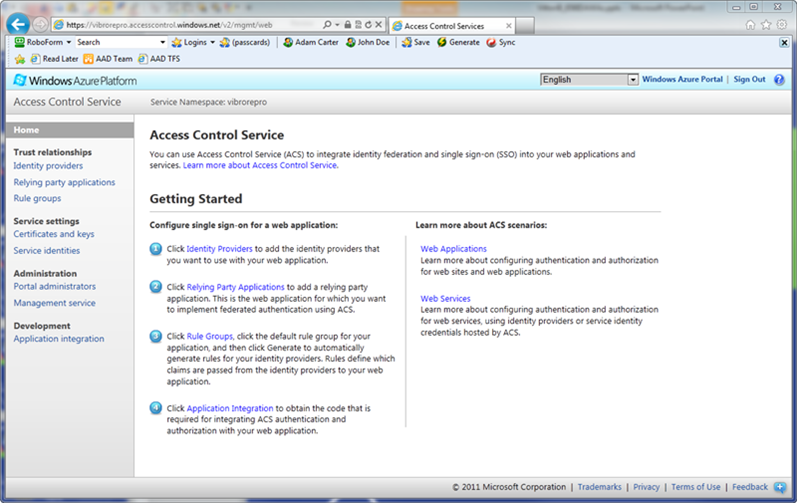 https://vibrorepro.accesscontrol.windows.net/v2/mgmt/web
Access Control Services
RoboForm Search Logins (passcards) Adam Carter John Doe Save Generate Sync
Read Later AAD Team AAD TFS
Windows Azure Platform
English Windows Azure Portal | Sign Out
Access Control Service Service Namespace: vibrorepro
Home
Trust relationships
Identity providers
Relying party applications
Rule groups
Service settings
Certificates and keys
Service identities
Administration
Portal administrators
Management service
Development
Application integration
Access Control Service
You can use Access Control Service (ACS) to integrate identity federation and single sign-on (SSO) into your web applications and
services. Learn more about Access Control Service.
Getting Started
Configure single sign-on for a web application:
1 Click Identity Providers to add the identity providers that
you want to use with your web application.
2 Click Relying Party Applications to add a relying party
application. This is the web application for which you want
to implement federated authentication using ACS.
3 Click Rule Groups, click the default rule group for your
application, and then click Generate to automatically
generate rules for your identity providers. Rules define which
claims are passed from the identity providers to your web
application.
4 Click Application Integration to obtain the code that is
required for integrating ACS authentication and
authorization with your web application.
Learn more about ACS scenarios:
Web Applications
Learn more about configuring authentication and authorization
for web sites and web applications.
Web Services
Learn more about configuring authentication and authorization
for web services, using identity providers or service identity
credentials hosted by ACS.
© 2011 Microsoft Corporation | Trademarks | Privacy | Terms of Use | Feedback